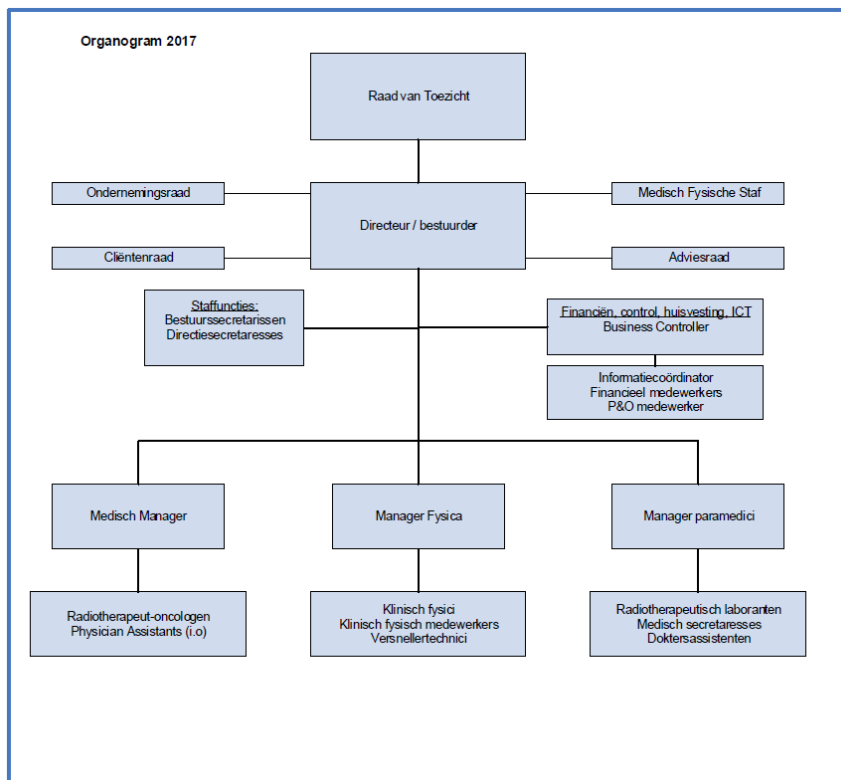 Organogram 2017
Raad van Toezicht
Ondernemingsraad
Medisch Fysische Staf
Directeur / bestuurder
Cliëntenraad
Adviesraad
Staffuncties:
Bestuurssecretarissen
Directiesecretaresses
Financiën, control, huisvesting, ICT
Business Controller
Informatiecoördinator
Financieel medewerkers
P&O medewerker
Medisch Manager
Manager Fysica
Manager paramedici
Radiotherapeut-oncologen
Physician Assistants (i.o)
Klinisch fysici
Klinisch fysisch medewerkers
Versnellertechnici
Radiotherapeutisch laboranten
Medisch secretaresses
Doktersassistenten